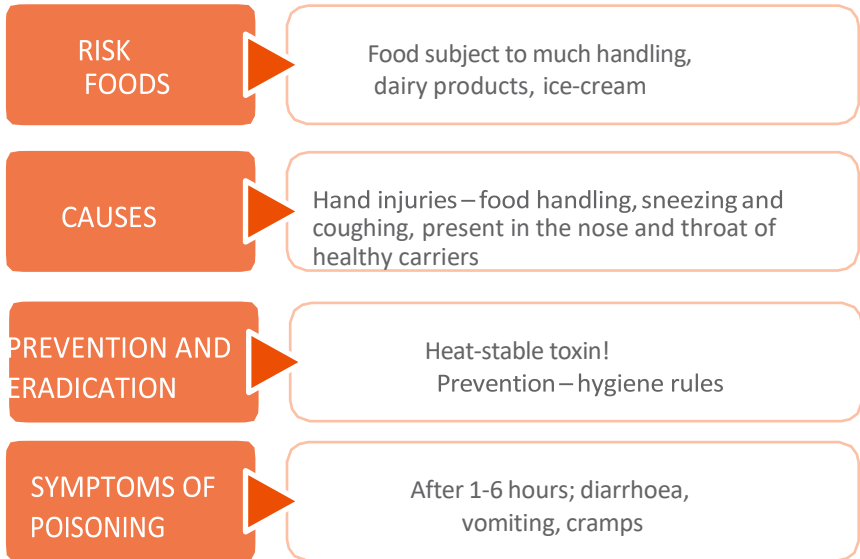 RISK
FOODS
Food subject to much handling,
dairy products, ice-cream
CAUSES
Hand injuries – food handling, sneezing and
coughing, present in the nose and throat of
healthy carriers
PREVENTION AND
ERADICATION
Heat-stable toxin!
Prevention – hygiene rules
SYMPTOMS OF
POISONING
After 1-6 hours; diarrhoea,
vomiting, cramps